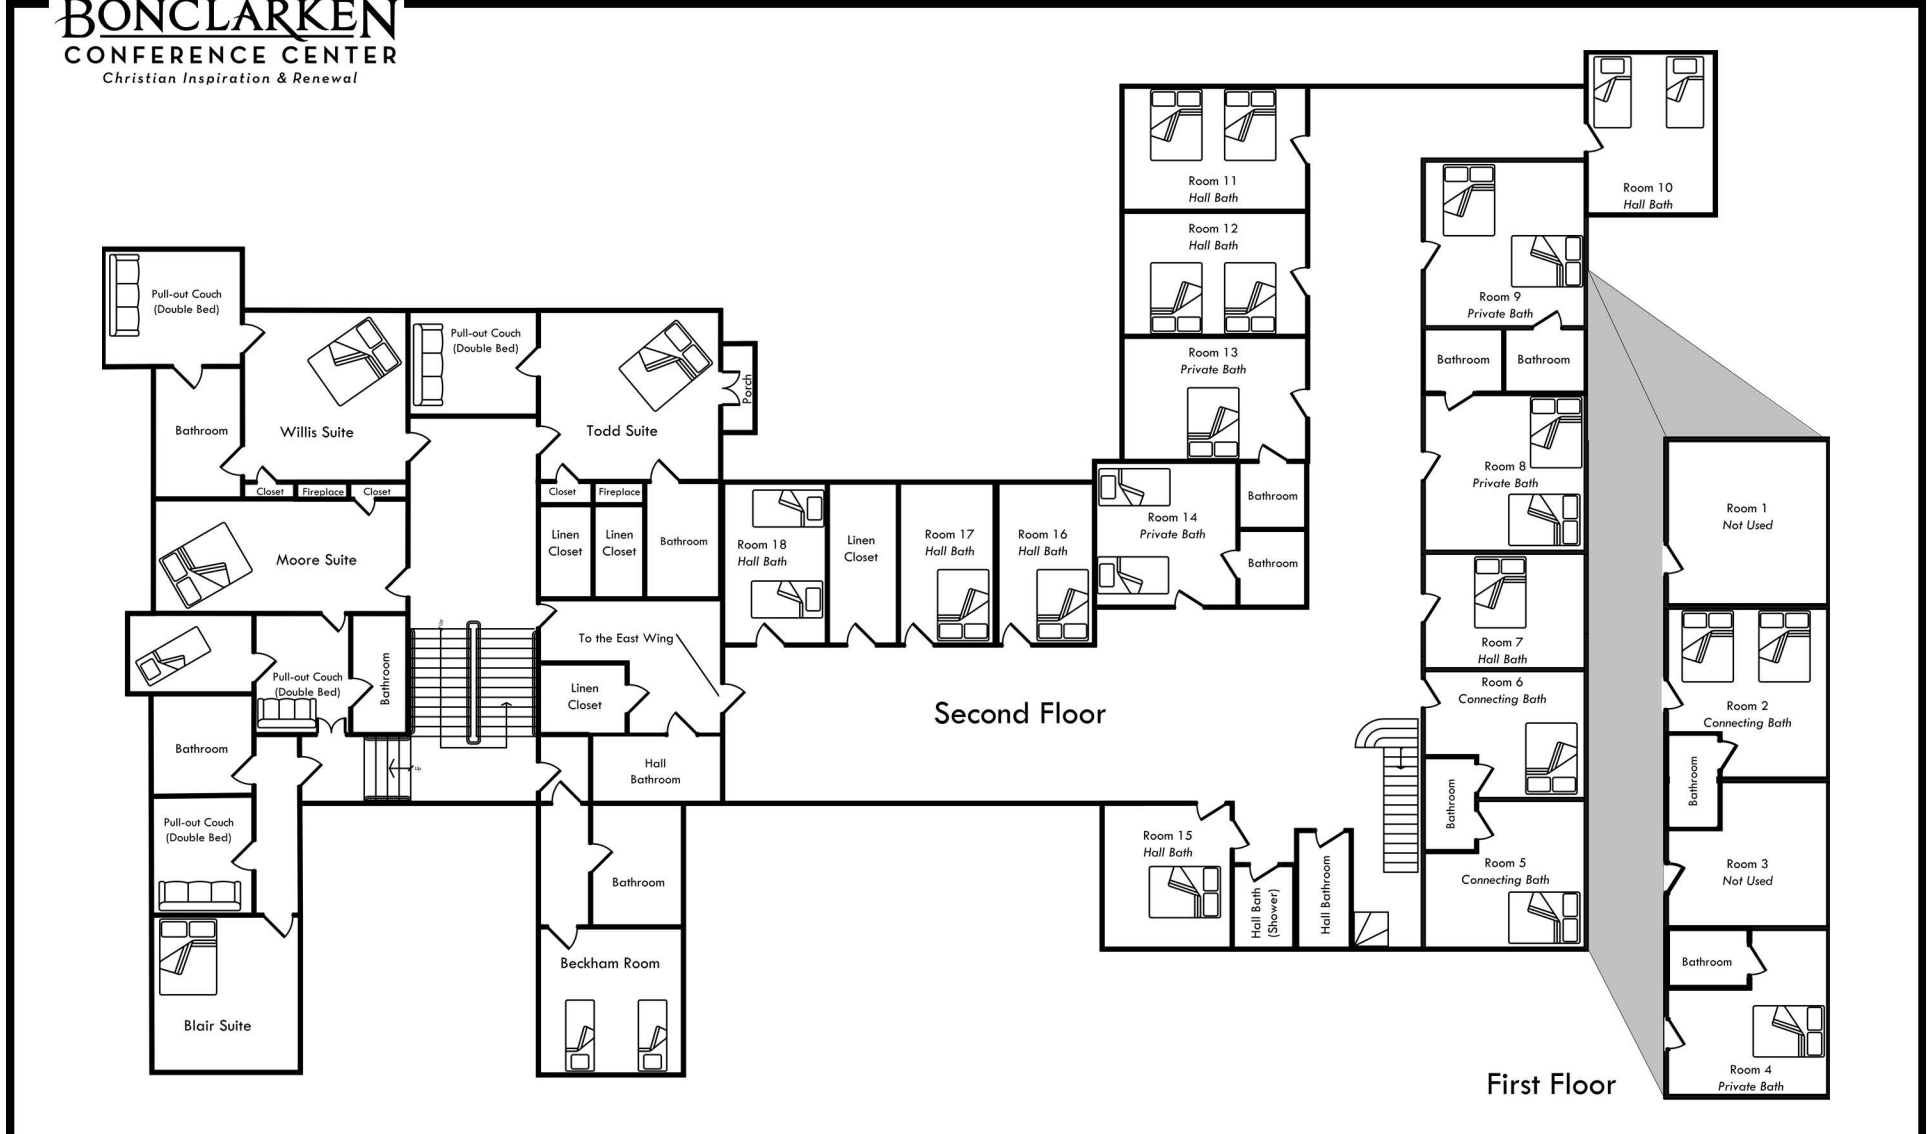 BONCLARKEN
CONFERENCE CENTER
Christian Inspiration & Renewal
Pull-out Couch
(Double Bed)
Bathroom
Willis Suite
Closet
Fireplace
Closet
Pull-out Couch
(Double Bed)
Todd Suite
Porch
Closet
Fireplace
Linen
Closet
Linen
Closet
Bathroom
Moore Suite
Pull-out Couch
(Double Bed)
Bathroom
Up
To the East Wing
Linen
Closet
Hall
Bathroom
Up
Bathroom
Pull-out Couch
(Double Bed)
Blair Suite
Bathroom
Beckham Room
Room 18
Hall Bath
Linen
Closet
Room 17
Hall Bath
Room 16
Hall Bath
Room 14
Private Bath
Bathroom
Bathroom
Room 11
Hall Bath
Room 12
Hall Bath
Room 13
Private Bath
Room 10
Hall Bath
Room 9
Private Bath
Bathroom
Bathroom
Room 8
Private Bath
Room 7
Hall Bath
Room 6
Connecting Bath
Bathroom
Room 5
Connecting Bath
Second Floor
Room 15
Hall Bath
Hall Bath
(Shower)
Hall Bathroom
Room 1
Not Used
Room 2
Connecting Bath
Bathroom
Room 3
Not Used
Bathroom
Room 4
Private Bath
First Floor